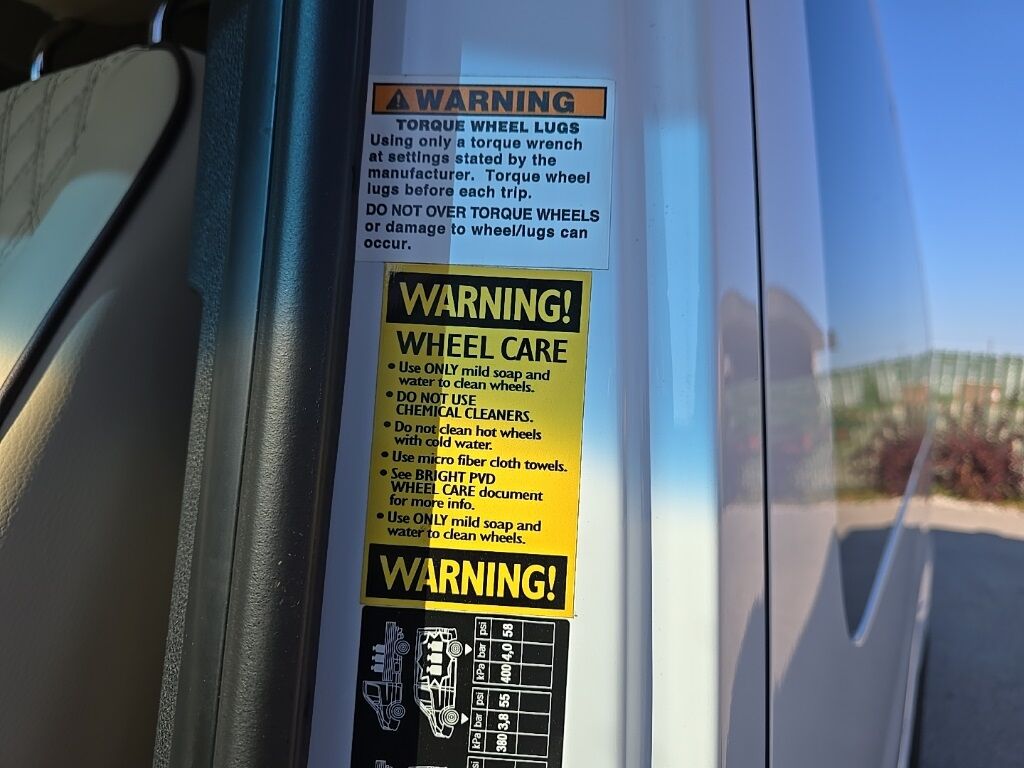 WARNING
TORQUE WHEEL LUGS
Using only a torque wrench
at settings stated by the
manufacturer. Torque wheel
lugs before each trip.
DO NOT OVER TORQUE WHEELS
or damage to wheel/lugs can
occur.
WARNING!
WHEEL CARE
• Use ONLY mild soap and
water to clean wheels.
• DO NOT USE
CHEMICAL CLEANERS.
• Do not clean hot wheels
with cold water.
• Use micro fiber cloth towels.
• See BRIGHT PVD
WHEEL CARE document
for more info.
• Use ONLY mild soap and
water to clean wheels.
WARNING!
kPa bar psi
400 4,0 58
kPa bar psi
380 3,8 55